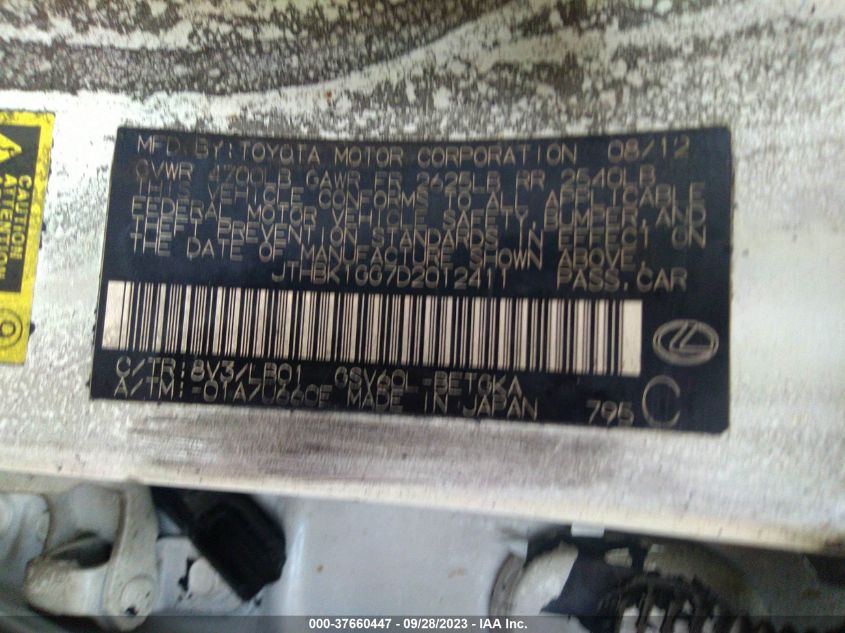 CAUTION
ATTENTION
MFD. BY: TOYOTA MOTOR CORPORATION 08/12
GVWR 4700LB GAWR FR 2625LB RR 2540LB
THIS VEHICLE CONFORMS TO ALL APPLICABLE
FEDERAL MOTOR VEHICLE SAFETY, BUMPER, AND
THEFT PREVENTION STANDARDS IN EFFECT ON
THE DATE OF MANUFACTURE SHOWN ABOVE.
JTHBK1GG7D2012411 PASS. CAR
C/TR: 8V3/LB01 GSV60L-BETGKA
A/TM: -01A/U660E MADE IN JAPAN 795 C
000-37660447 - 09/28/2023 - IAA Inc.